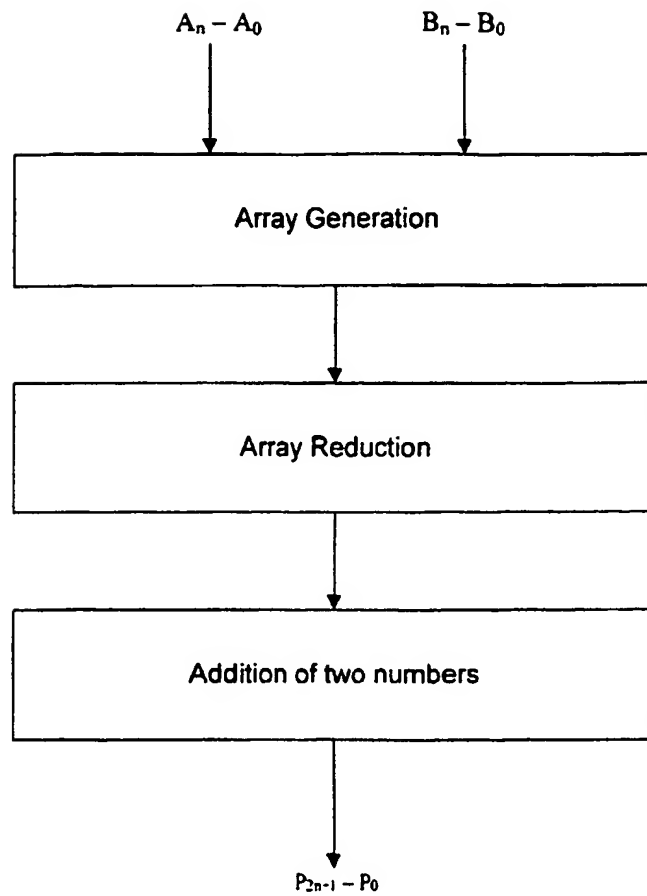 Aₙ – A₀ Bₙ – B₀
Array Generation
Array Reduction
Addition of two numbers
P₂ₙ₋₁ – P₀